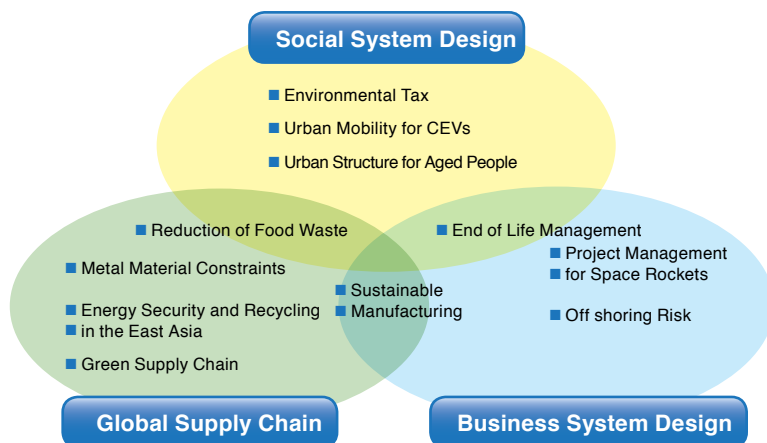 Social System Design
■ Environmental Tax
■ Urban Mobility for CEVs
■ Urban Structure for Aged People
■ Reduction of Food Waste
■ End of Life Management
■ Project Management
■ for Space Rockets
■ Metal Material Constraints
■ Sustainable
■ Manufacturing
■ Energy Security and Recycling
■ in the East Asia
■ Off shoring Risk
■ Green Supply Chain
Global Supply Chain
Business System Design